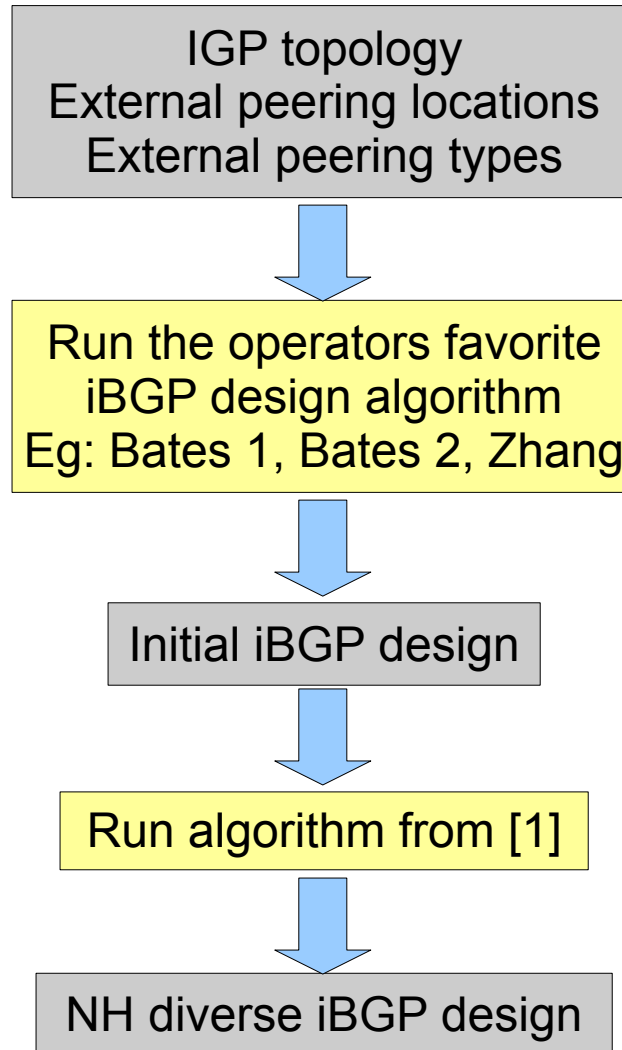 IGP topology
External peering locations
External peering types
Run the operators favorite
iBGP design algorithm
Eg: Bates 1, Bates 2, Zhang
Initial iBGP design
Run algorithm from [1]
NH diverse iBGP design